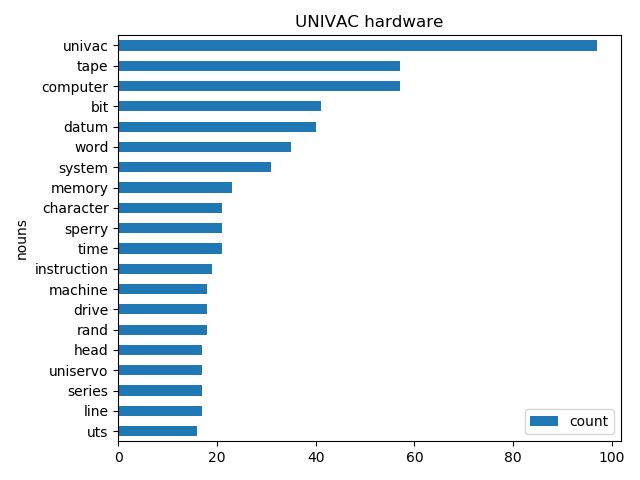 UNIVAC hardware
univac
tape
computer
bit
datum
word
system
memory
character
sperry
time
instruction
machine
drive
rand
head
uniservo
series
line
uts
nouns
0 20 40 60 80 100
count